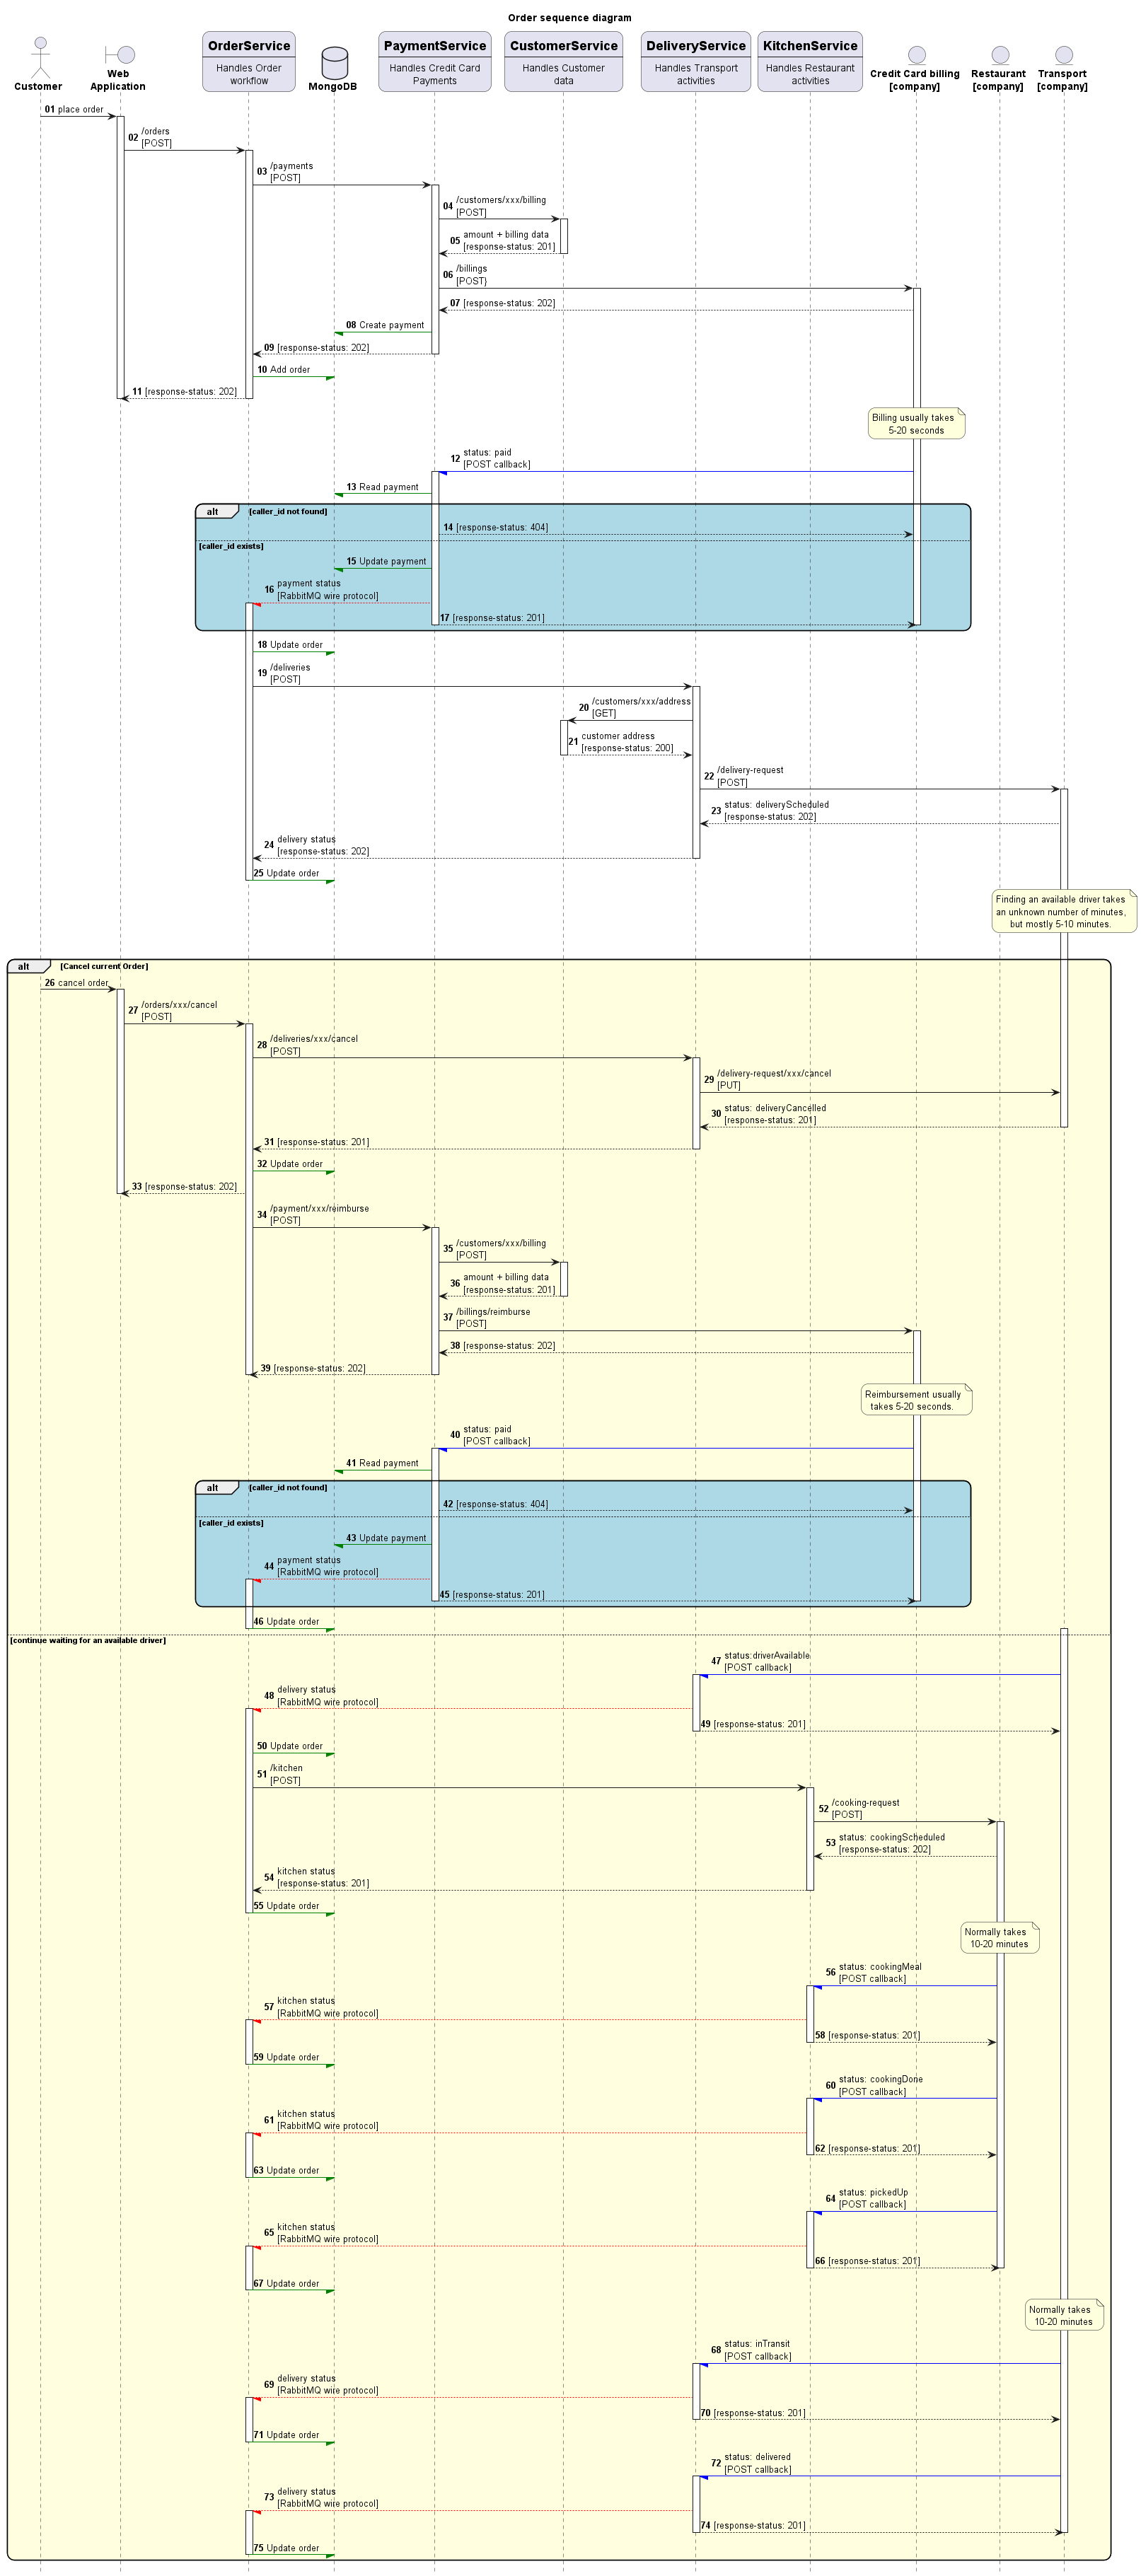 Order sequence diagram
Customer
Web
Application
OrderService
Handles Order
workflow
MongoDB
PaymentService
Handles Credit Card
Payments
CustomerService
Handles Customer
data
DeliveryService
Handles Transport
activities
KitchenService
Handles Restaurant
activities
Credit Card billing
[company]
Restaurant
[company]
Transport
[company]
01 place order
02 /orders
[POST]
03 /payments
[POST]
04 /customers/xxx/billing
[POST]
05 amount + billing data
[response-status: 201]
06 /billings
[POST}
07 [response-status: 202]
08 Create payment
09 [response-status: 202]
10 Add order
11 [response-status: 202]
Billing usually takes
5-20 seconds
12 status: paid
[POST callback]
13 Read payment
alt [caller_id not found]
14 [response-status: 404]
[caller_id exists]
15 Update payment
16 payment status
[RabbitMQ wire protocol]
17 [response-status: 201]
18 Update order
19 /deliveries
[POST]
20 /customers/xxx/address
[GET]
21 customer address
[response-status: 200]
22 /delivery-request
[POST]
23 status: deliveryScheduled
[response-status: 202]
24 delivery status
[response-status: 202]
25 Update order
Finding an available driver takes
an unknown number of minutes,
but mostly 5-10 minutes.
alt [Cancel current Order]
26 cancel order
27 /orders/xxx/cancel
[POST]
28 /deliveries/xxx/cancel
[POST]
29 /delivery-request/xxx/cancel
[PUT]
30 status: deliveryCancelled
[response-status: 201]
31 [response-status: 201]
32 Update order
33 [response-status: 202]
34 /payment/xxx/reimburse
[POST]
35 /customers/xxx/billing
[POST]
36 amount + billing data
[response-status: 201]
37 /billings/reimburse
[POST]
38 [response-status: 202]
39 [response-status: 202]
Reimbursement usually
takes 5-20 seconds.
40 status: paid
[POST callback]
41 Read payment
alt [caller_id not found]
42 [response-status: 404]
[caller_id exists]
43 Update payment
44 payment status
[RabbitMQ wire protocol]
45 [response-status: 201]
46 Update order
[continue waiting for an available driver]
47 status:driverAvailable
[POST callback]
48 delivery status
[RabbitMQ wire protocol]
49 [response-status: 201]
50 Update order
51 /kitchen
[POST]
52 /cooking-request
[POST]
53 status: cookingScheduled
[response-status: 202]
54 kitchen status
[response-status: 201]
55 Update order
Normally takes
10-20 minutes
56 status: cookingMeal
[POST callback]
57 kitchen status
[RabbitMQ wire protocol]
58 [response-status: 201]
59 Update order
60 status: cookingDone
[POST callback]
61 kitchen status
[RabbitMQ wire protocol]
62 [response-status: 201]
63 Update order
64 status: pickedUp
[POST callback]
65 kitchen status
[RabbitMQ wire protocol]
66 [response-status: 201]
67 Update order
Normally takes
10-20 minutes
68 status: inTransit
[POST callback]
69 delivery status
[RabbitMQ wire protocol]
70 [response-status: 201]
71 Update order
72 status: delivered
[POST callback]
73 delivery status
[RabbitMQ wire protocol]
74 [response-status: 201]
75 Update order